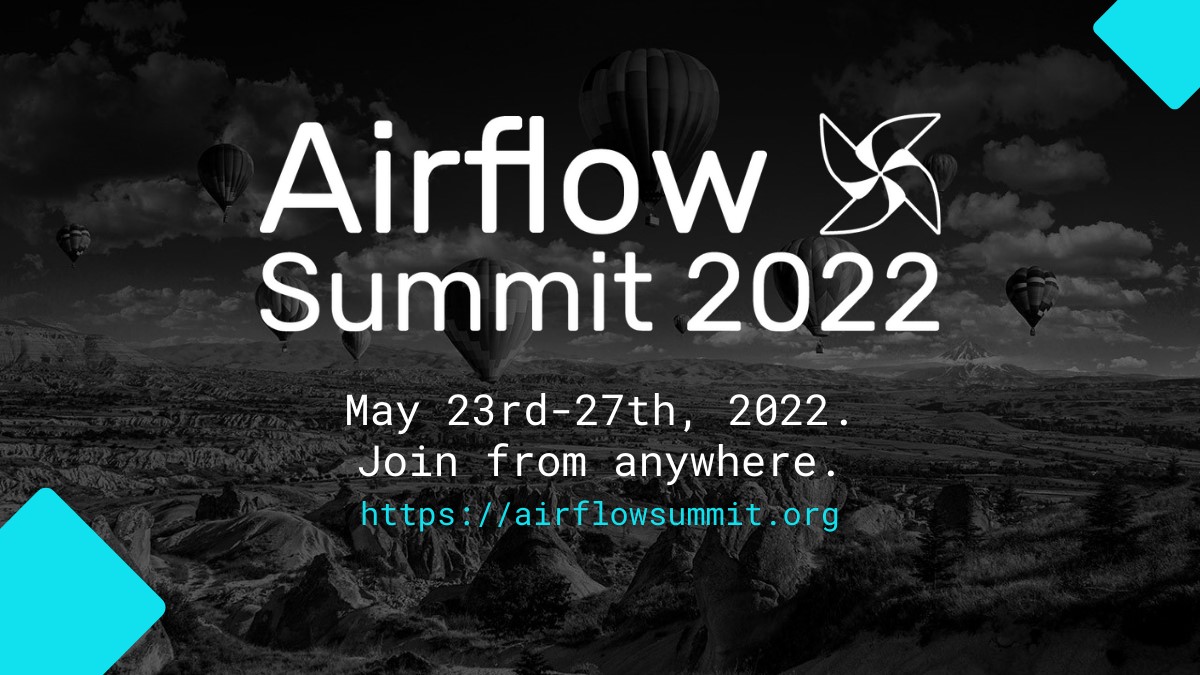 Airflow
Summit 2022
May 23rd-27th, 2022.
Join from anywhere.
https://airflowsummit.org